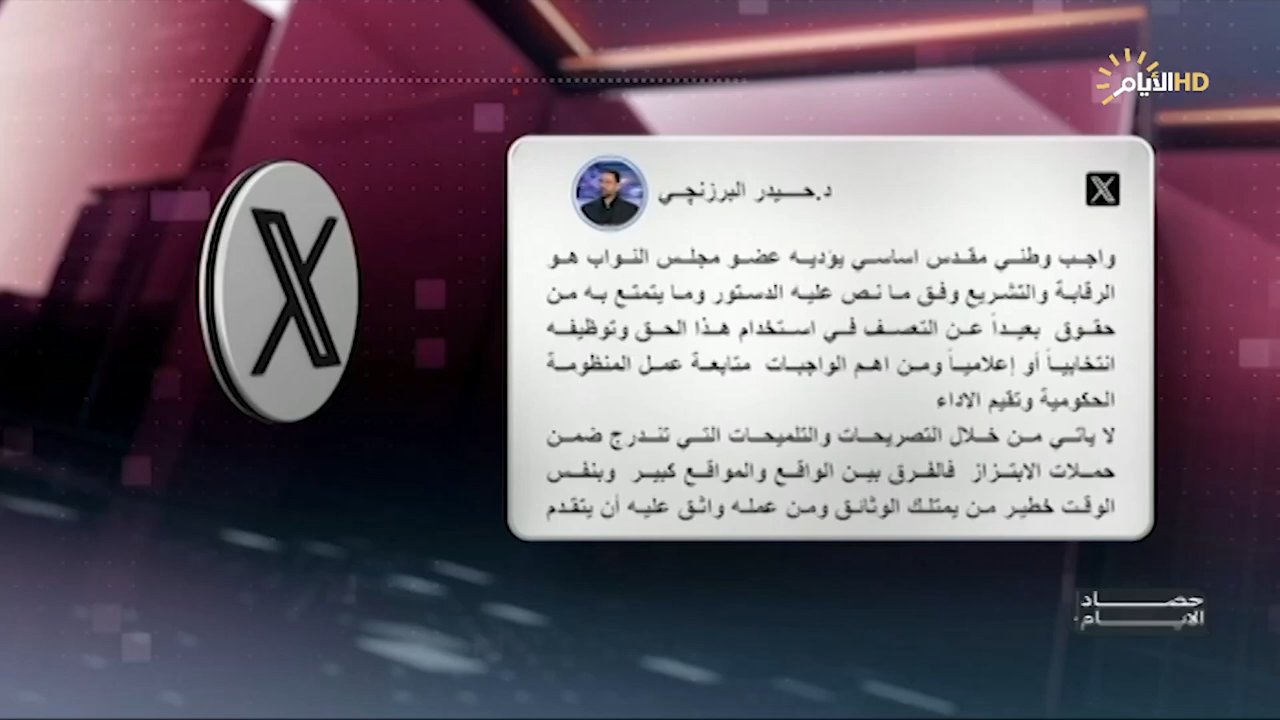 الأيام HD
د.حيدر البرزنجي
واجب وطني مقدس اساسي يؤديه عضو مجلس النواب هو
الرقابة والتشريع وفق ما نص عليه الدستور وما يتمتع به من
حقوق بعيداً عن التعسف في استخدام هذا الحق وتوظيفه
انتخابياً أو إعلامياً ومن اهم الواجبات متابعة عمل المنظومة
الحكومية وتقيم الاداء
لا ياتي من خلال التصريحات والتلميحات التي تندرج ضمن
حملات الابتزاز فالفرق بين الواقع والمواقع كبير وبنفس
الوقت خطير من يمتلك الوثائق ومن عمله واثق عليه أن يتقدم
حصاد
الايام